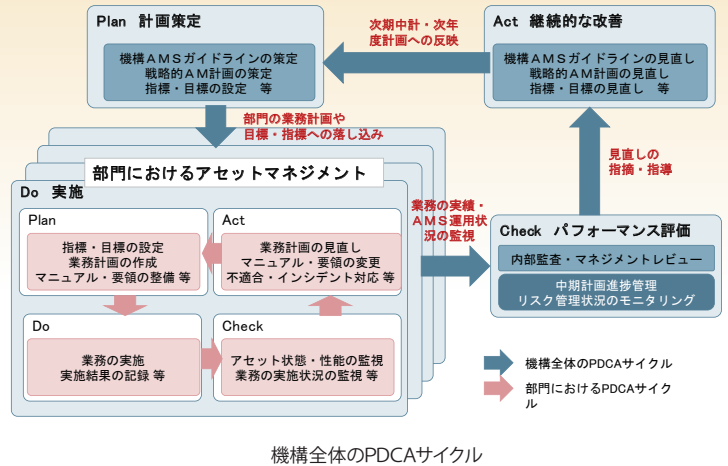 Plan 計画策定
機構ＡＭＳガイドラインの策定
戦略的ＡＭ計画の策定
指標・目標の設定 等
次期中計・次年
度計画への反映
Act 継続的な改善
機構ＡＭＳガイドラインの見直し
戦略的ＡＭ計画の見直し
指標・目標の見直し 等
部門の業務計画や
目標・指標への落し込み
見直しの
指摘・指導
部門におけるアセットマネジメント
Do 実施
Plan
指標・目標の設定
業務計画の作成
マニュアル・要領の整備 等
Act
業務計画の見直し
マニュアル・要領の変更
不適合・インシデント対応 等
Do
業務の実施
実施結果の記録 等
Check
アセット状態・性能の監視
業務の実施状況の監視 等
業務の実績・
ＡＭＳ運用状
況の監視
Check パフォーマンス評価
内部監査・マネジメントレビュー
中期計画進捗管理
リスク管理状況のモニタリング
機構全体のPDCAサイクル
部門におけるPDCAサイク
ル
機構全体のPDCAサイクル